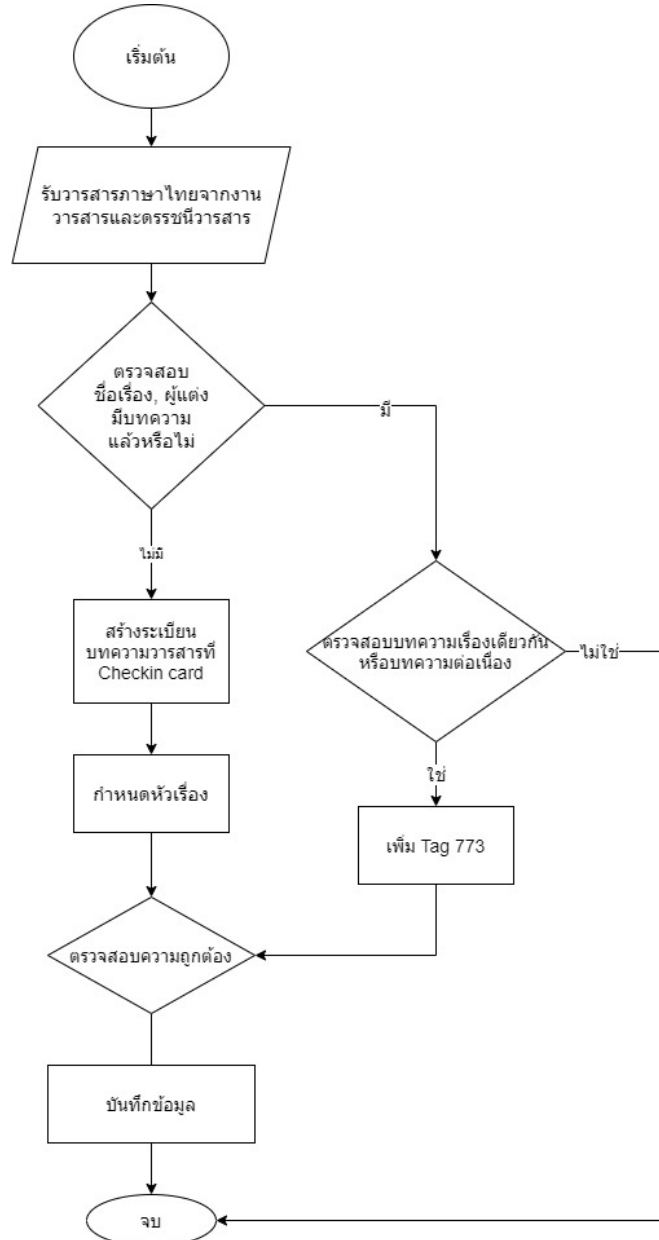 เริ่มต้น
รับวารสารภาษาไทยจากงาน
วารสารและดรรชนีวารสาร
ตรวจสอบ
ชื่อเรื่อง, ผู้แต่ง
มีบทความ
แล้วหรือไม่
มี
ไม่มี
สร้างระเบียน
บทความวารสารที่
Checkin card
ตรวจสอบบทความเรื่องเดียวกัน
หรือบทความต่อเนื่อง
ไม่ใช่
ใช่
กำหนดหัวเรื่อง
เพิ่ม Tag 773
ตรวจสอบความถูกต้อง
บันทึกข้อมูล
จบ